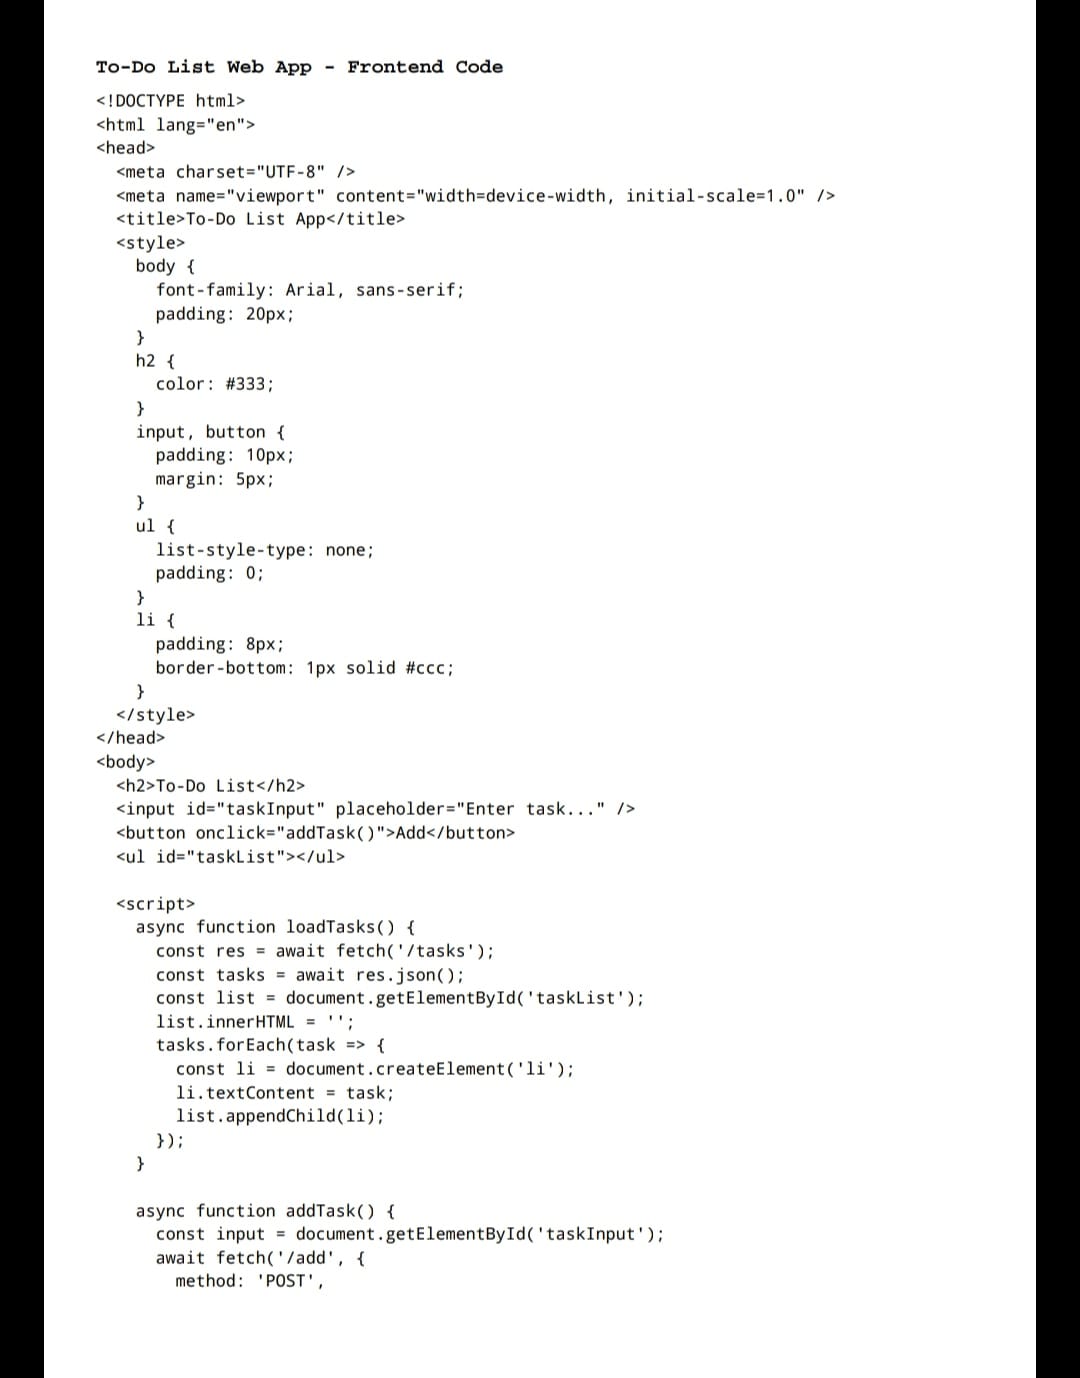 To-Do List Web App - Frontend Code
<!DOCTYPE html>
<html lang="en">
<head>
  <meta charset="UTF-8" />
  <meta name="viewport" content="width=device-width, initial-scale=1.0" />
  <title>To-Do List App</title>
  <style>
    body {
      font-family: Arial, sans-serif;
      padding: 20px;
    }
    h2 {
      color: #333;
    }
    input, button {
      padding: 10px;
      margin: 5px;
    }
    ul {
      list-style-type: none;
      padding: 0;
    }
    li {
      padding: 8px;
      border-bottom: 1px solid #ccc;
    }
  </style>
</head>
<body>
  <h2>To-Do List</h2>
  <input id="taskInput" placeholder="Enter task..." />
  <button onclick="addTask()">Add</button>
  <ul id="taskList"></ul>

  <script>
    async function loadTasks() {
      const res = await fetch('/tasks');
      const tasks = await res.json();
      const list = document.getElementById('taskList');
      list.innerHTML = '';
      tasks.forEach(task => {
        const li = document.createElement('li');
        li.textContent = task;
        list.appendChild(li);
      });
    }

    async function addTask() {
      const input = document.getElementById('taskInput');
      await fetch('/add', {
        method: 'POST',